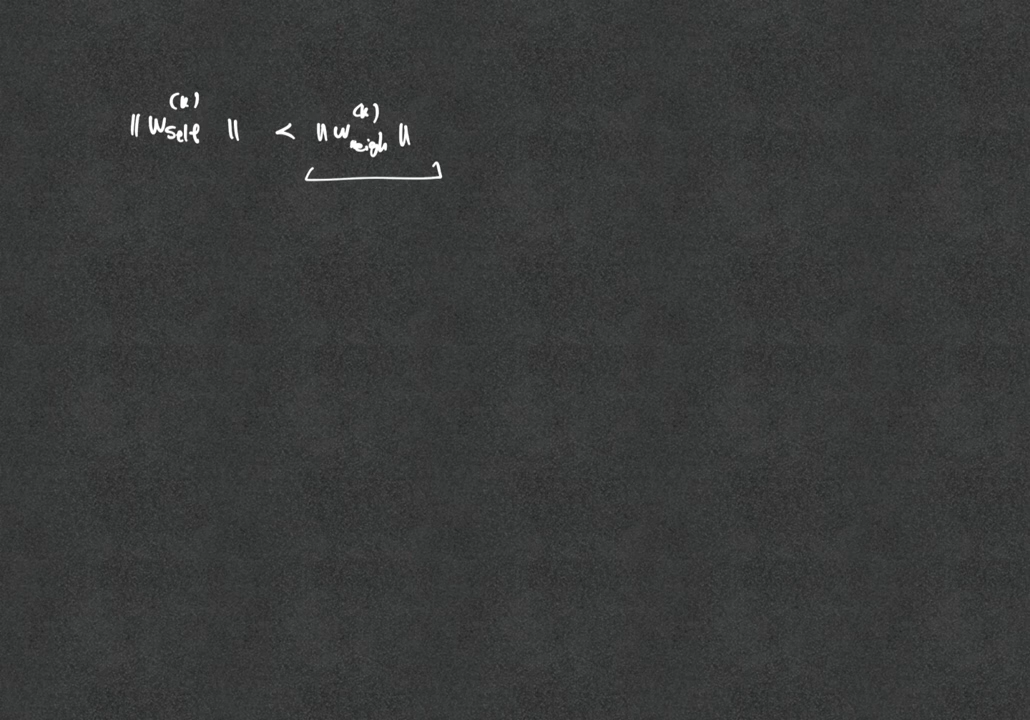 ‖ W_self^(k) ‖ < ‖ W_neigh^(k) ‖